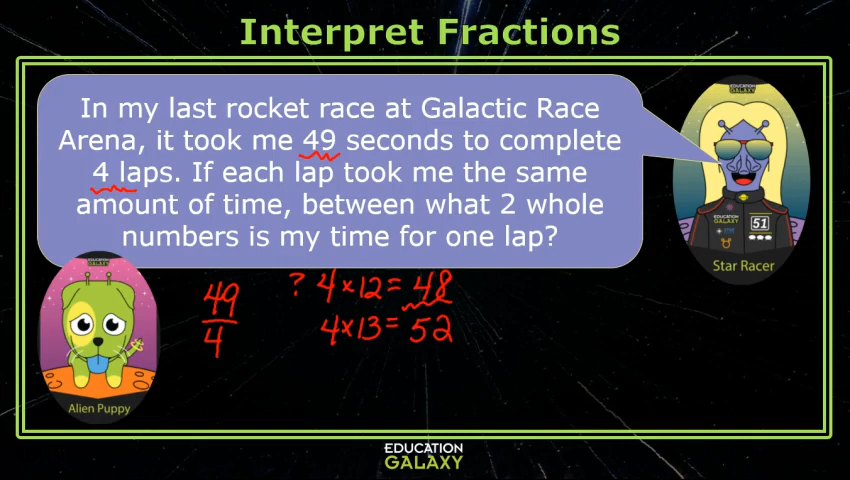 Interpret Fractions
In my last rocket race at Galactic Race
Arena, it took me 49 seconds to complete
4 laps. If each lap took me the same
amount of time, between what 2 whole
numbers is my time for one lap?
EDUCATION
GALAXY
EDUCATION
GALAXY
51
Star Racer
49
4
? 4×12=48
4×13=52
Alien Puppy
EDUCATION
GALAXY